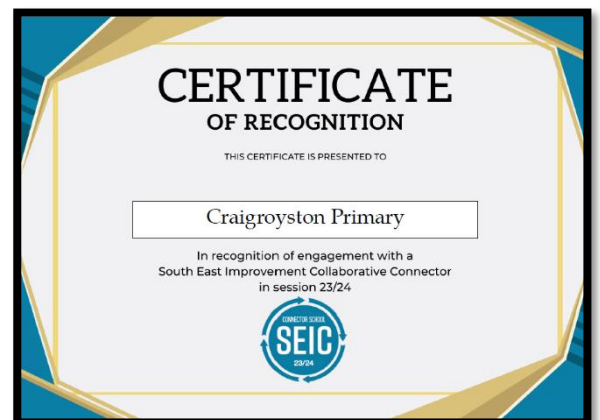 CERTIFICATE
OF RECOGNITION
THIS CERTIFICATE IS PRESENTED TO
Craigroyston Primary
In recognition of engagement with a
South East Improvement Collaborative Connector
in session 23/24
CONNECTOR SCHOOL
SEIC
23/24